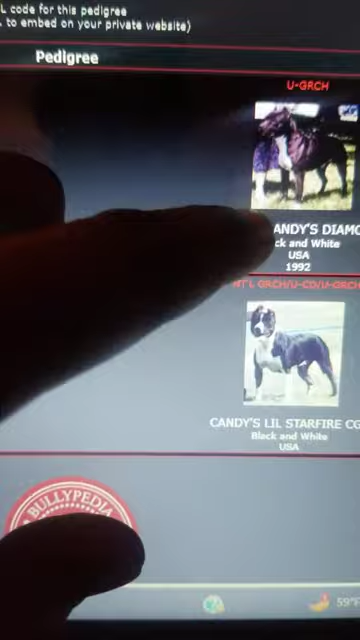 L code for this pedigree
. to embed on your private website)
Pedigree
U-GRCH
ANDY'S DIAMO
ck and White
USA
1992
NT'L GRCH/U-CD/U-GRCH
CANDY'S LIL STARFIRE CG
Black and White
USA
BULLYPEDIA
59°F